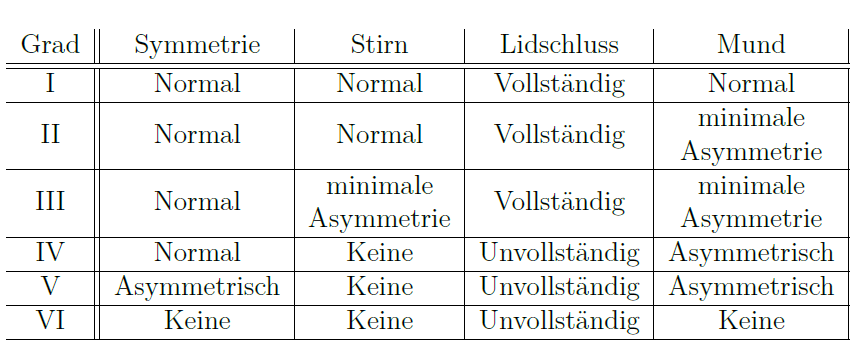 Grad Symmetrie Stirn Lidschluss Mund
I Normal Normal Vollständig Normal
II Normal Normal Vollständig minimale Asymmetrie
III Normal minimale Asymmetrie Vollständig minimale Asymmetrie
IV Normal Keine Unvollständig Asymmetrisch
V Asymmetrisch Keine Unvollständig Asymmetrisch
VI Keine Keine Unvollständig Keine